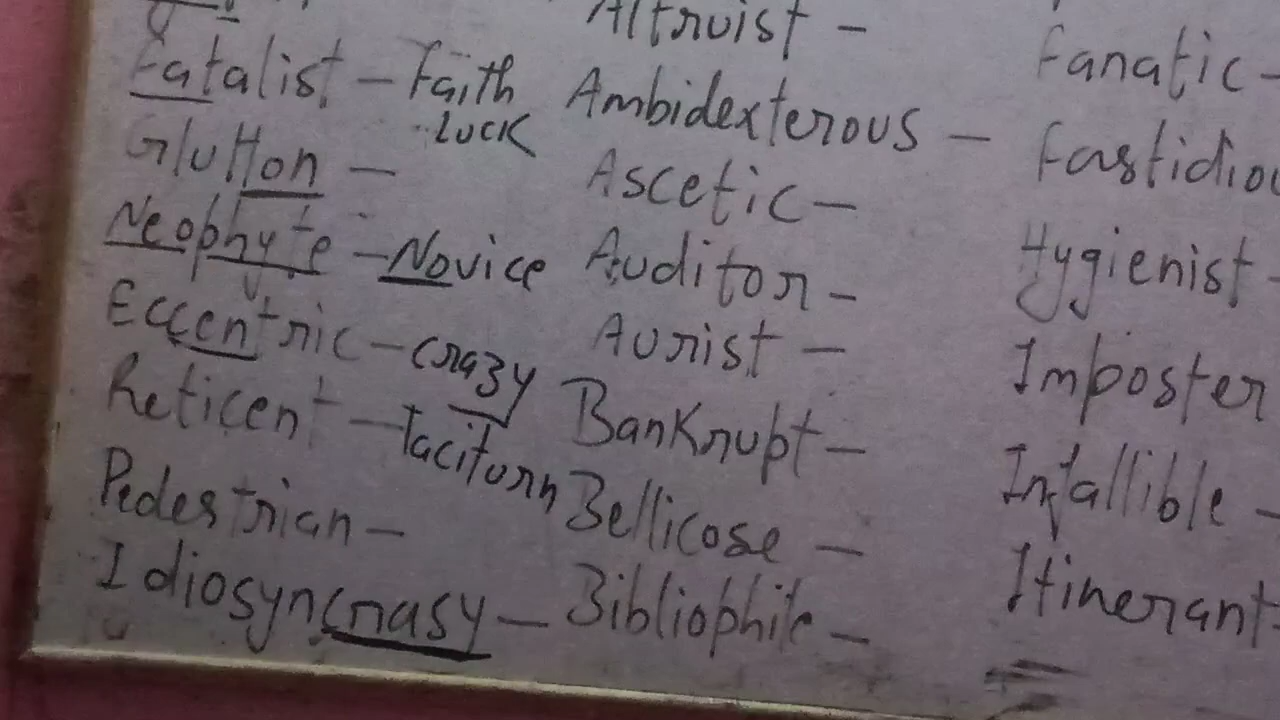 Fatalist - Faith
luck
Glutton -
Neophyte - Novice
Eccentric - crazy
Reticent - Taciturn
Pedestrian -
Idiosyncrasy -
Altruist -
Ambidexterous -
Ascetic -
Auditor -
Aurist -
Bankrupt -
Bellicose -
Bibliophile -
Fanatic -
Fastidiou
Hygienist -
Imposter
Infallible -
Itinerant -